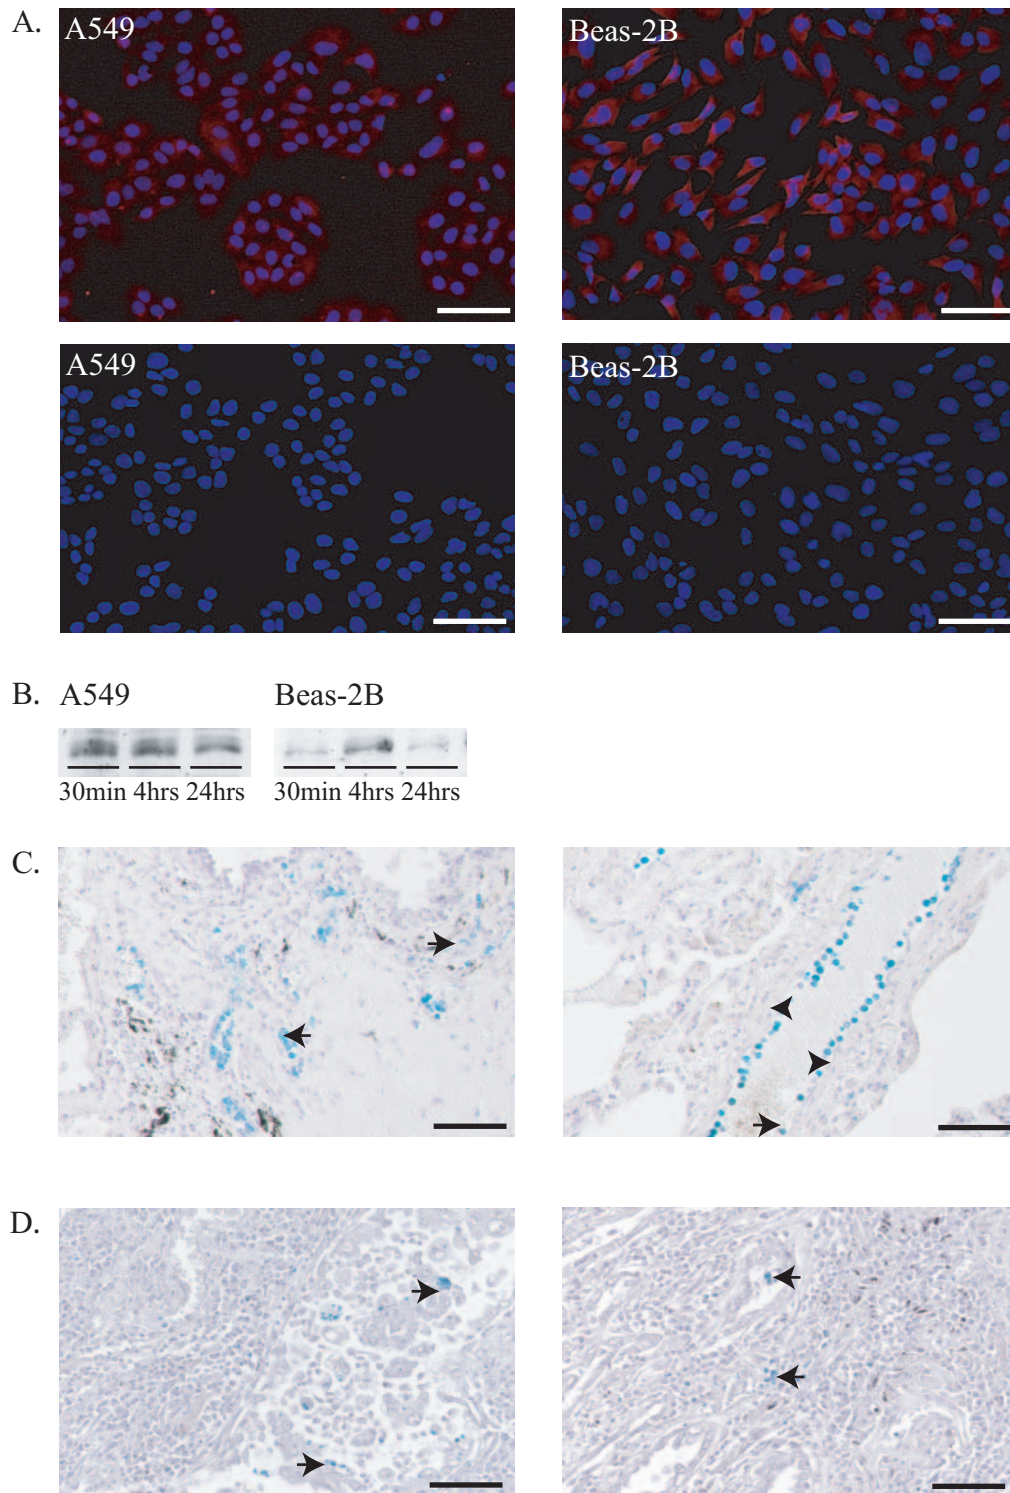 A. A549 Beas-2B
A549 Beas-2B
B. A549 Beas-2B
30min 4hrs 24hrs 30min 4hrs 24hrs
C.
D.